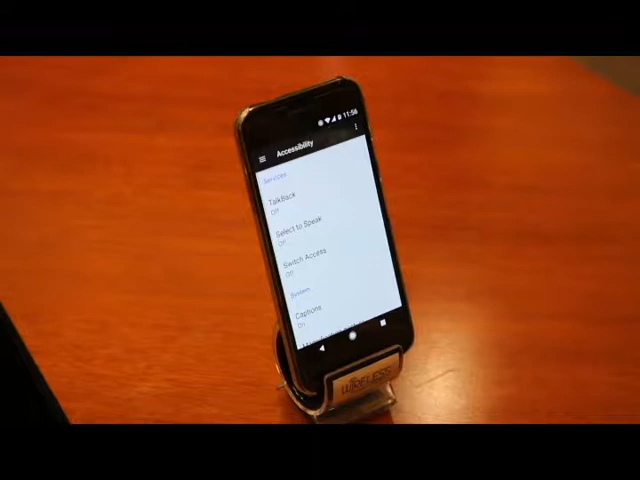 11:56
Accessibility
Services
TalkBack
Off
Select to Speak
Off
Switch Access
Off
System
Captions
On
WIRELESS